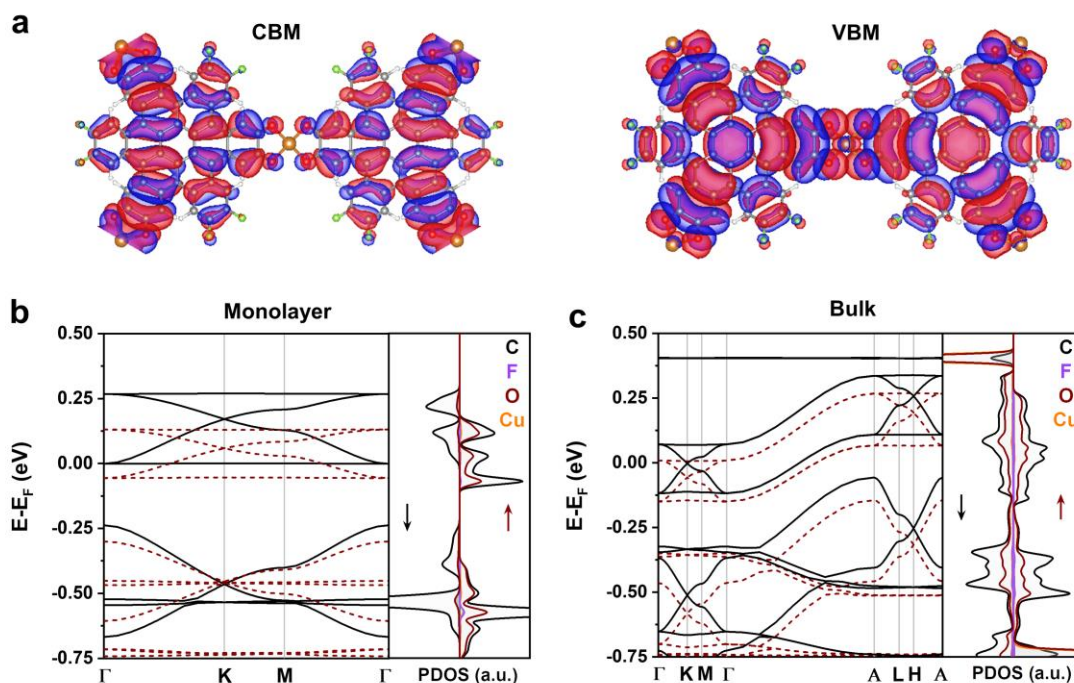 a
CBM
VBM
b
Monolayer
c
Bulk
E-E_F (eV)
0.50
0.25
0.00
-0.25
-0.50
-0.75
Γ K M Γ
PDOS (a.u.)
C
F
O
Cu
E-E_F (eV)
0.50
0.25
0.00
-0.25
-0.50
-0.75
Γ K M Γ A L H A
PDOS (a.u.)
C
F
O
Cu